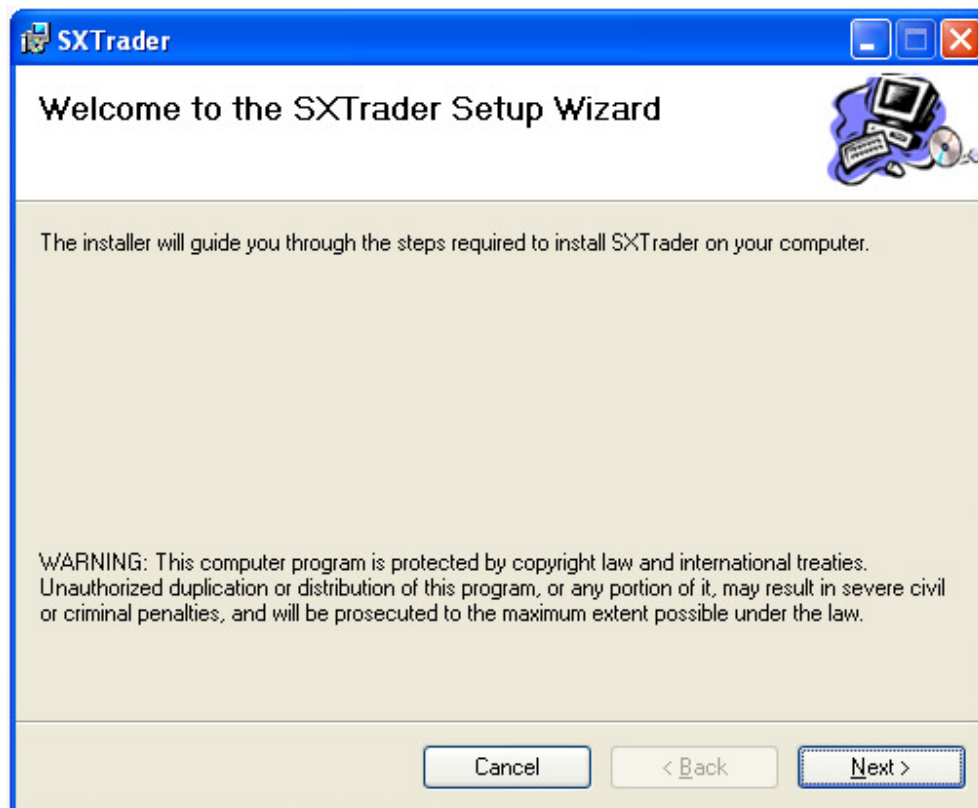 SXTrader
Welcome to the SXTrader Setup Wizard
The installer will guide you through the steps required to install SXTrader on your computer.
WARNING: This computer program is protected by copyright law and international treaties.
Unauthorized duplication or distribution of this program, or any portion of it, may result in severe civil
or criminal penalties, and will be prosecuted to the maximum extent possible under the law.
Cancel < Back Next >